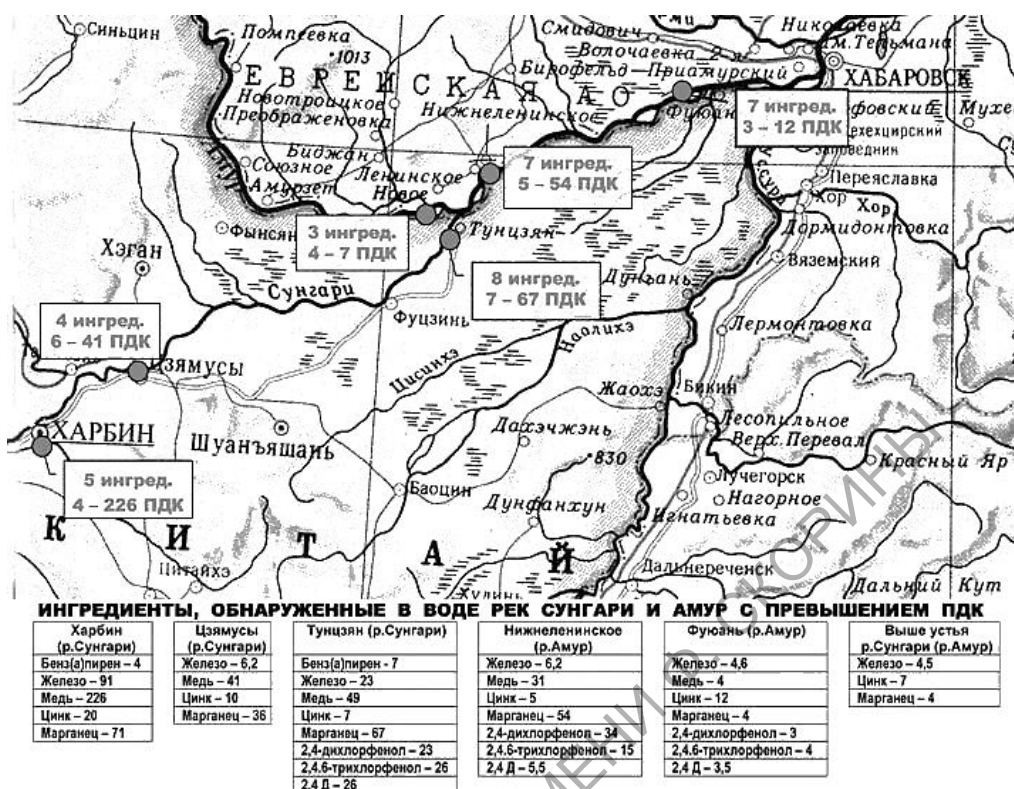 Синьцин
Помпеевка
1013
ЕВРЕЙСКАЯ АО
Смидович
Николаевка
Волочаевка
им. Тельмана
Бирофельд
Приамурский
ХАБАРОВСК
Новотроицкое
Преображеновка
Нижнеленинское
Фуюань
7 ингред.
3 – 12 ПДК
заповедник
Биджан
7 ингред.
5 – 54 ПДК
Союзное
Ленинское
Переяславка
Амур
Амурзет
Новое
Уссури
Хор
Хор
3 ингред.
4 – 7 ПДК
Тунцзян
Дормидонтовка
Хэган
8 ингред.
7 – 67 ПДК
Вяземский
Сунгари
4 ингред.
6 – 41 ПДК
Фуцзинь
Наолихэ
Лермонтовка
Цзямусы
Цисинхэ
Жаохэ
Бикин
ХАРБИН
Шуанъяшань
Дахэчжэнь
Лесопильное
Верх. Перевал
830
Красный Яр
5 ингред.
4 – 226 ПДК
Баоцин
Лучегорск
Нагорное
Дунфанхун
Игнатьевка
КИТАЙ
Дальнереченск
Дальний Кут
ИНГРЕДИЕНТЫ, ОБНАРУЖЕННЫЕ В ВОДЕ РЕК СУНГАРИ И АМУР С ПРЕВЫШЕНИЕМ ПДК
Харбин
(р.Сунгари)
Бенз(а)пирен – 4
Железо – 91
Медь – 226
Цинк – 20
Марганец – 71
Цзямусы
(р.Сунгари)
Железо – 6,2
Медь – 41
Цинк – 10
Марганец – 36
Тунцзян (р.Сунгари)
Бенз(а)пирен - 7
Железо – 23
Медь – 49
Цинк – 7
Марганец – 67
2,4-дихлорфенол – 23
2,4.6-трихлорфенол – 26
2,4 Д – 26
Нижнеленинское
(р.Амур)
Железо – 6,2
Медь – 31
Цинк – 5
Марганец – 54
2,4-дихлорфенол – 34
2,4.6-трихлорфенол – 15
2,4 Д – 5,5
Фуюань (р.Амур)
Железо – 4,6
Медь – 4
Цинк – 12
Марганец – 4
2,4-дихлорфенол – 3
2,4.6-трихлорфенол – 4
2,4 Д – 3,5
Выше устья
р.Сунгари (р.Амур)
Железо – 4,5
Цинк – 7
Марганец – 4
ИМЕНИ Ф. СКОРИНЫ